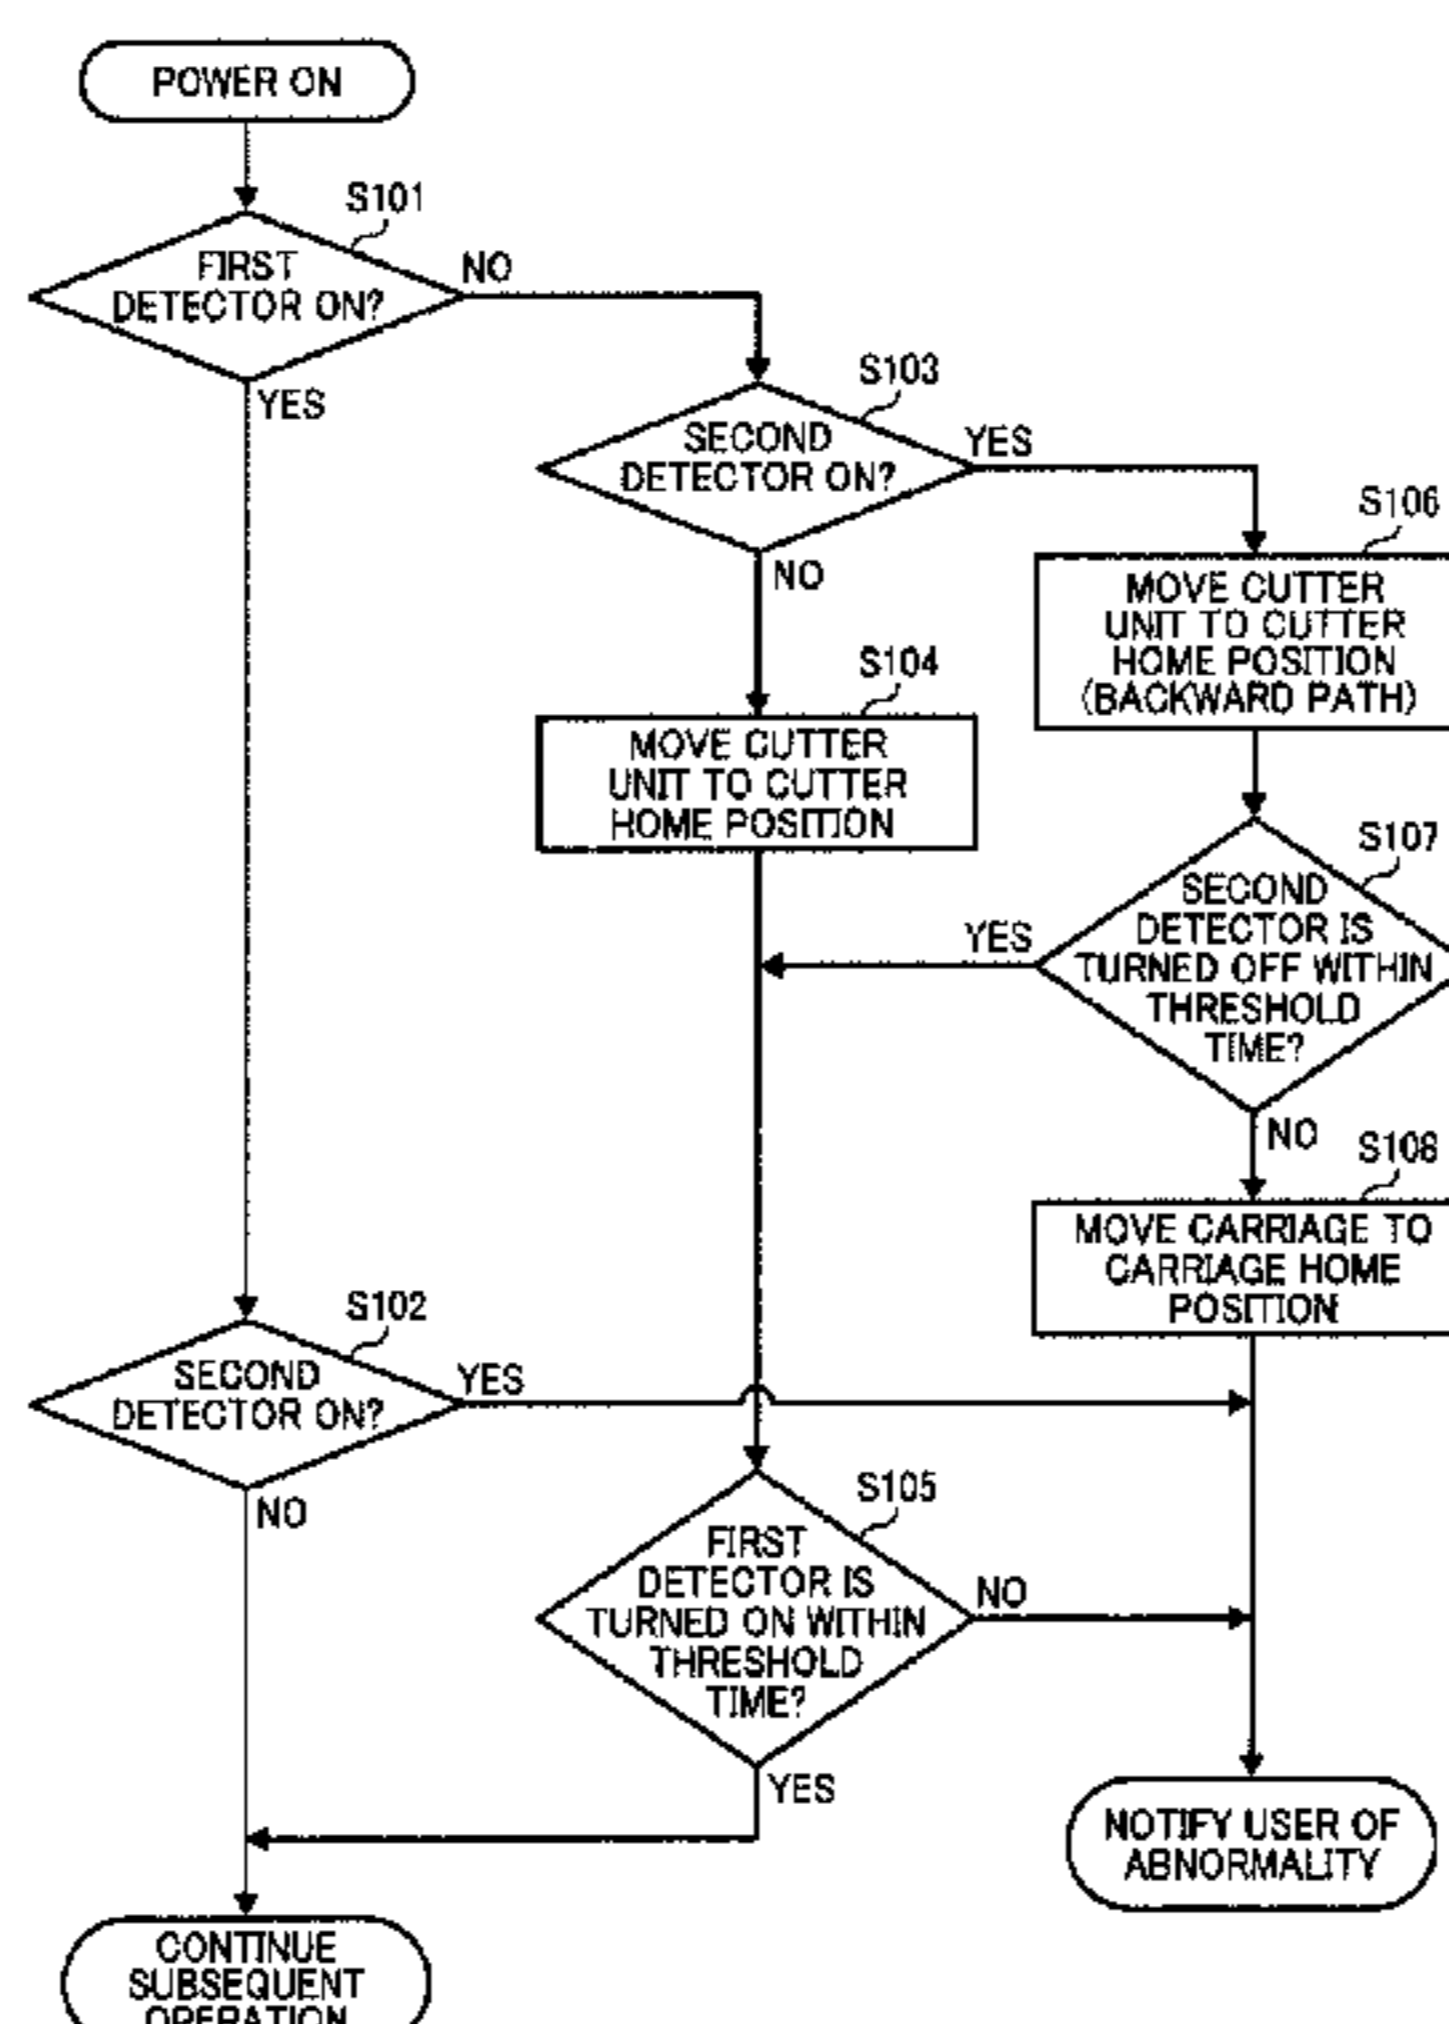 POWER ON
S101
FIRST
DETECTOR ON?
NO
YES
S103
SECOND
DETECTOR ON?
YES
NO
S106
MOVE CUTTER
UNIT TO CUTTER
HOME POSITION
(BACKWARD PATH)
S104
MOVE CUTTER
UNIT TO CUTTER
HOME POSITION
S107
SECOND
DETECTOR IS
TURNED OFF WITHIN
THRESHOLD
TIME?
YES
NO
S108
MOVE CARRIAGE TO
CARRIAGE HOME
POSITION
S102
SECOND
DETECTOR ON?
YES
NO
S105
FIRST
DETECTOR IS
TURNED ON WITHIN
THRESHOLD
TIME?
NO
YES
NOTIFY USER OF
ABNORMALITY
CONTINUE
SUBSEQUENT
OPERATION